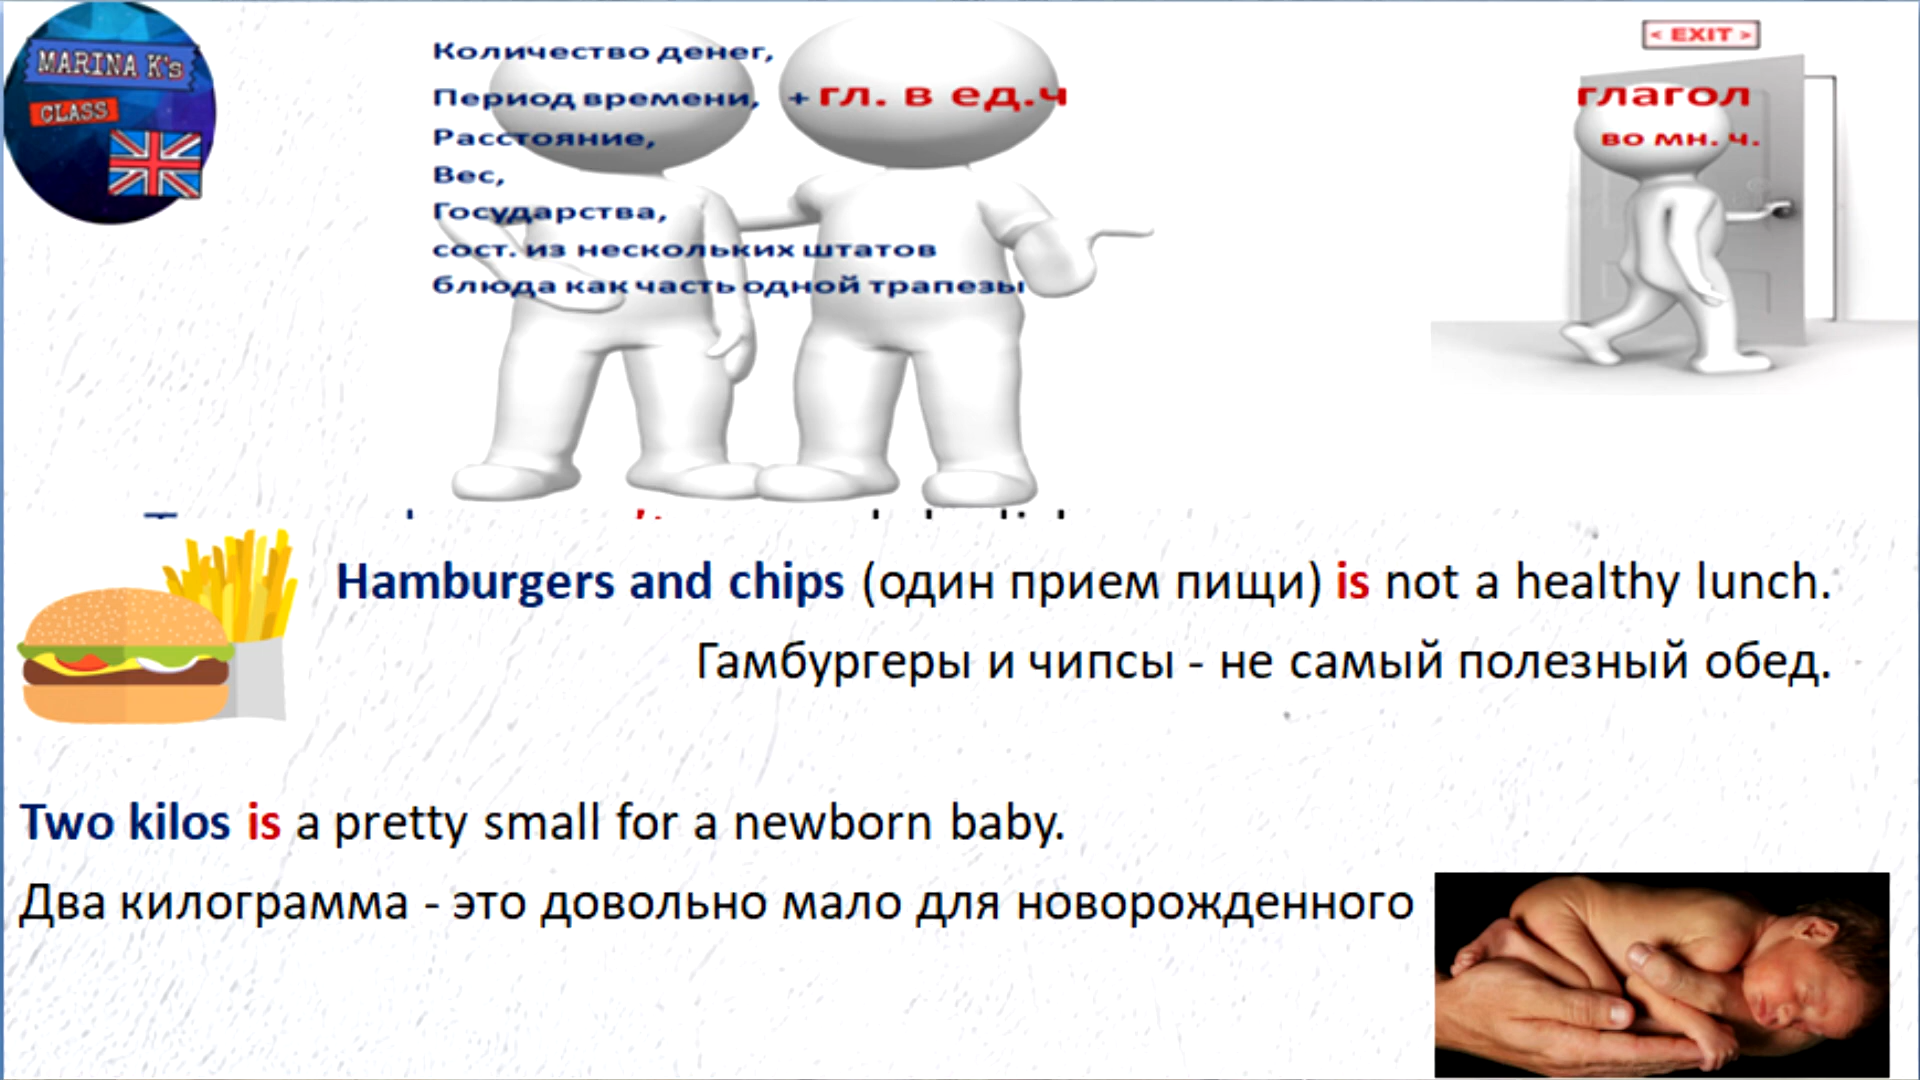 MARINA K's
CLASS
Количество денег,
Период времени, + гл. в ед.ч
Расстояние,
Вес,
Государства,
сост. из нескольких штатов
блюда как часть одной трапезы
< EXIT >
глагол
во мн. ч.
Hamburgers and chips (один прием пищи) is not a healthy lunch.
Гамбургеры и чипсы - не самый полезный обед.
Two kilos is a pretty small for a newborn baby.
Два килограмма - это довольно мало для новорожденного